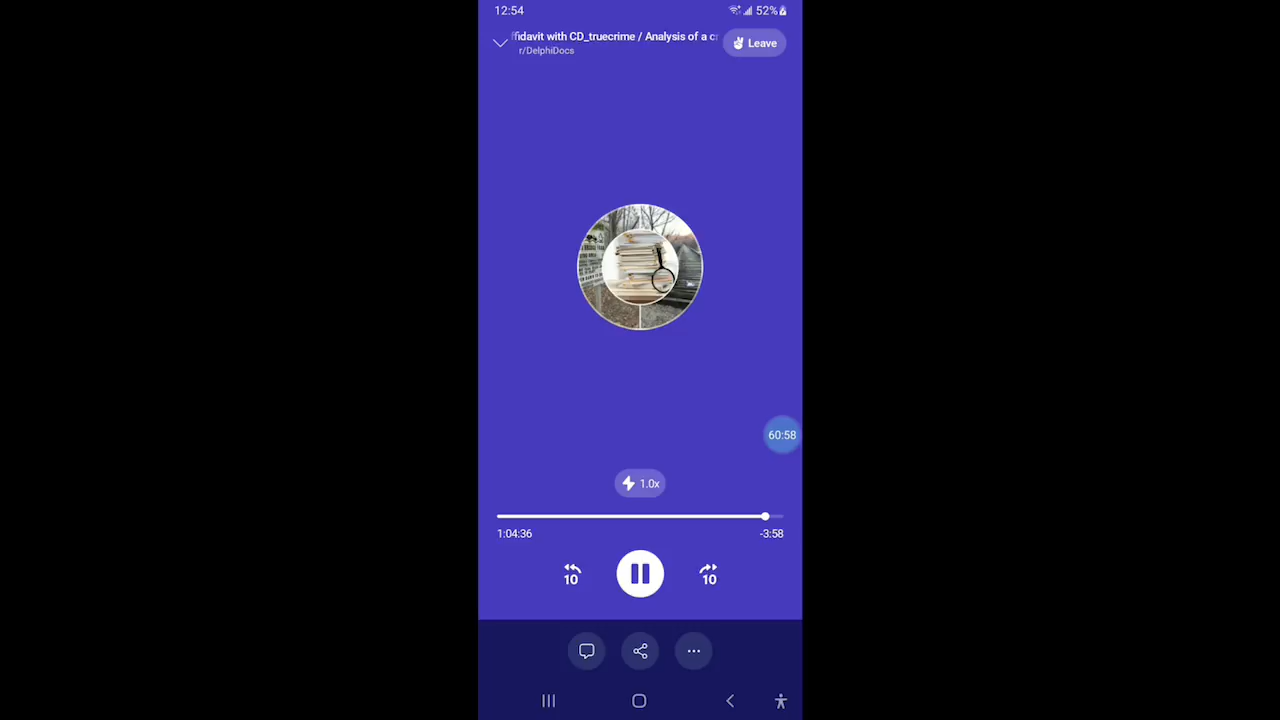 12:54
52%
ffidavit with CD_truecrime / Analysis of a cr
r/DelphiDocs
Leave
60:58
1.0x
1:04:36
-3:58
10
10